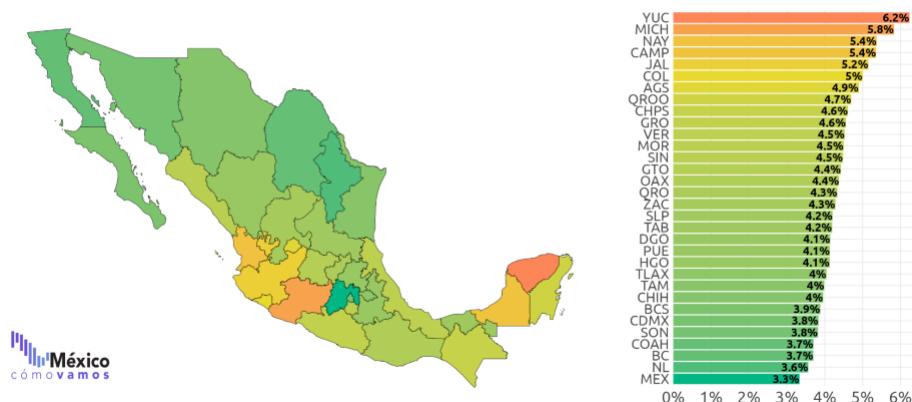 YUC 6.2%
MICH 5.8%
NAY 5.4%
CAMP 5.4%
JAL 5.2%
COL 5%
AGS 4.9%
QROO 4.7%
CHPS 4.6%
GRO 4.6%
VER 4.5%
MOR 4.5%
SIN 4.5%
GTO 4.4%
OAX 4.4%
QRO 4.3%
ZAC 4.3%
SLP 4.2%
TAB 4.2%
DGO 4.1%
PUE 4.1%
HGO 4.1%
TLAX 4%
TAM 4%
CHIH 4%
BCS 3.9%
CDMX 3.8%
SON 3.8%
COAH 3.7%
BC 3.7%
NL 3.6%
MEX 3.3%
0% 1% 2% 3% 4% 5% 6%
México
cómovamos